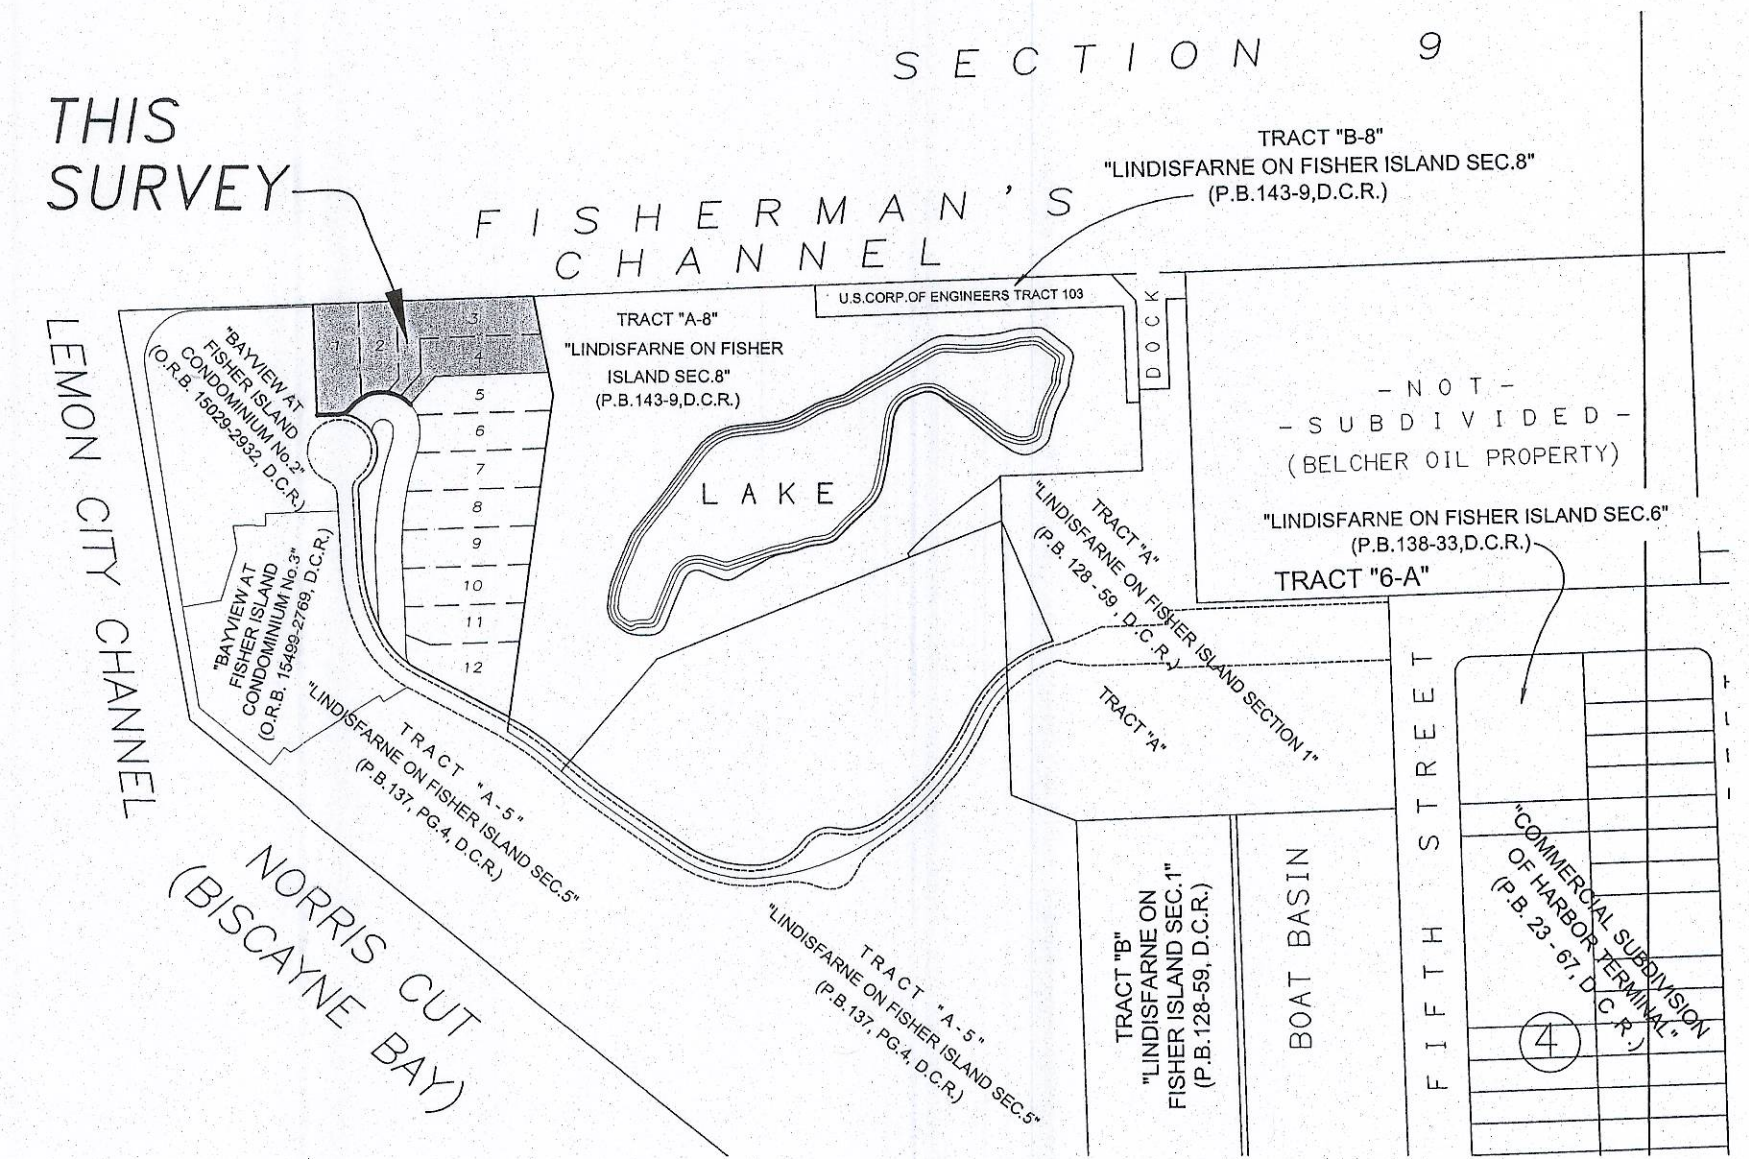 SECTION 9
THIS
SURVEY
TRACT "B-8"
"LINDISFARNE ON FISHER ISLAND SEC.8"
(P.B.143-9,D.C.R.)
FISHERMAN'S
CHANNEL
U.S.CORP.OF ENGINEERS TRACT 103
DOCK
TRACT "A-8"
"LINDISFARNE ON FISHER
ISLAND SEC.8"
(P.B.143-9,D.C.R.)
1
2
3
4
5
6
7
8
9
10
11
12
"BAYVIEW AT
FISHER ISLAND
CONDOMINIUM No.2"
(O.R.B. 15029-2932, D.C.R.)
LEMON CITY CHANNEL
LAKE
-NOT-
-SUBDIVIDED-
(BELCHER OIL PROPERTY)
"LINDISFARNE ON FISHER ISLAND SEC.6"
(P.B.138-33,D.C.R.)
TRACT "6-A"
TRACT "A"
"LINDISFARNE ON FISHER ISLAND SECTION 1"
(P.B. 128 - 59 , D.C.R.)
TRACT "A"
"BAYVIEW AT
FISHER ISLAND
CONDOMINIUM No.3"
(O.R.B. 15499-2769, D.C.R.)
TRACT "A-5"
"LINDISFARNE ON FISHER ISLAND SEC.5"
(P.B.137, PG.4, D.C.R.)
NORRIS CUT
(BISCAYNE BAY)
TRACT "A-5"
"LINDISFARNE ON FISHER ISLAND SEC.5"
(P.B.137, PG.4, D.C.R.)
TRACT "B"
"LINDISFARNE ON
FISHER ISLAND SEC.1"
(P.B.128-59, D.C.R.)
BOAT BASIN
FIFTH STREET
"COMMERCIAL SUBDIVISION
OF HARBOR TERMINAL"
(P.B. 23 - 67, D.C.R.)
4